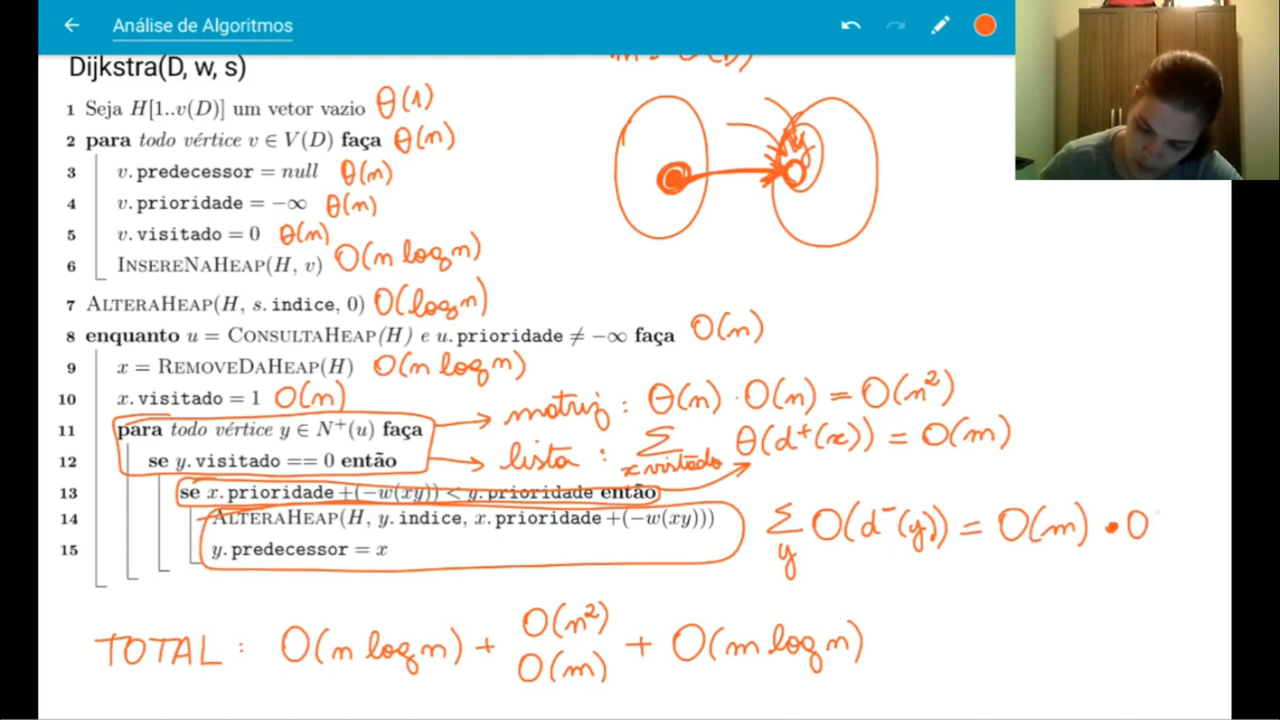 Análise de Algoritmos
Dijkstra(D, w, s)
1 Seja H[1..v(D)] um vetor vazio Θ(1)
2 para todo vértice v ∈ V(D) faça Θ(n)
3 v.predecessor = null Θ(n)
4 v.prioridade = −∞ Θ(n)
5 v.visitado = 0 Θ(n)
6 INSERENAHEAP(H, v) O(n log n)
7 ALTERAHEAP(H, s.indice, 0) O(log n)
8 enquanto u = CONSULTAHEAP(H) e u.prioridade ≠ −∞ faça O(n)
9 x = REMOVEDAHEAP(H) O(n log n)
10 x.visitado = 1 O(n)
11 para todo vértice y ∈ N⁺(u) faça → matriz : Θ(n) · O(n) = O(n²)
12 se y.visitado == 0 então → lista : Σ x visitado Θ(d⁺(x)) = O(m)
13 se x.prioridade +(−w(xy)) < y.prioridade então
14 ALTERAHEAP(H, y.indice, x.prioridade +(−w(xy))) Σ y O(d⁻(y)) = O(m) · O
15 y.predecessor = x
TOTAL : O(n log n) + O(n²) O(m) + O(m log n)